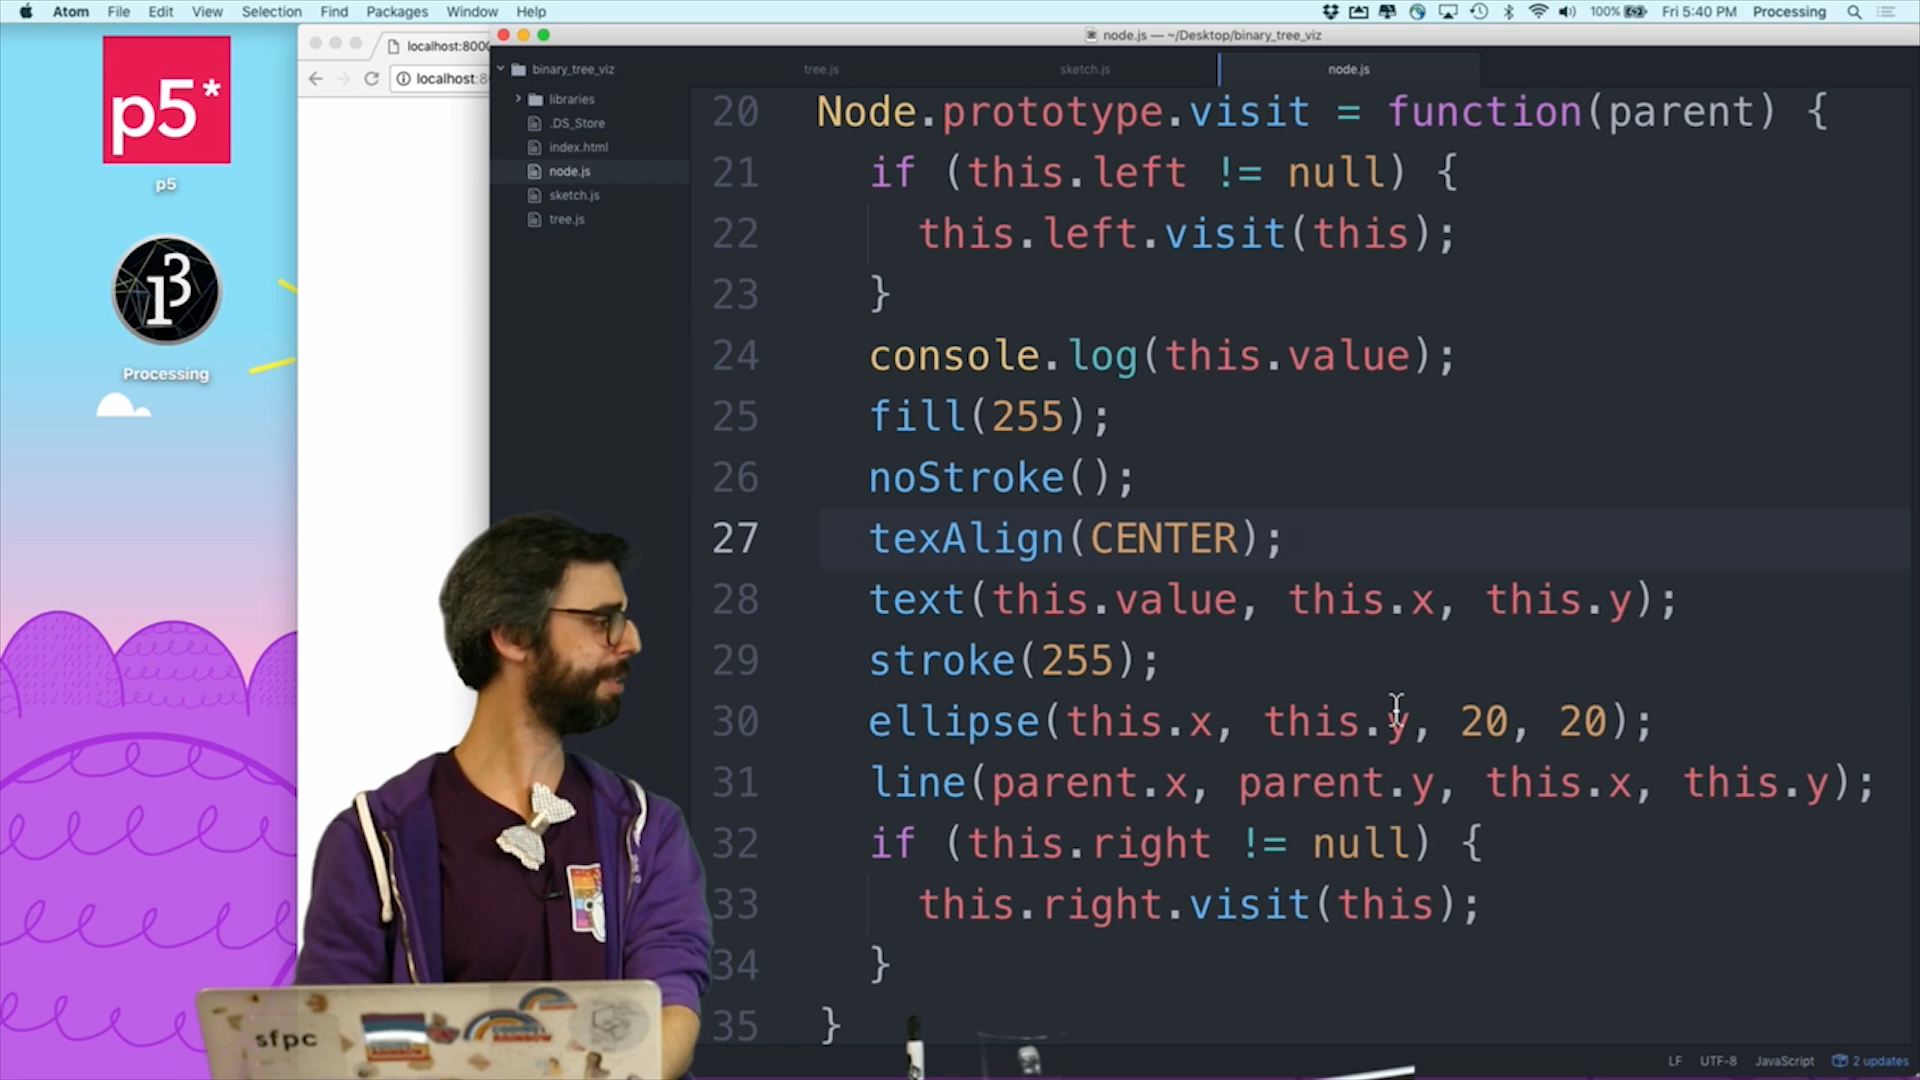 Atom File Edit View Selection Find Packages Window Help 100% Fri 5:40 PM Processing
p5*
p5
Processing
localhost:8000
localhost:8
node.js — ~/Desktop/binary_tree_viz
binary_tree_viz
libraries
.DS_Store
index.html
node.js
sketch.js
tree.js
tree.js sketch.js node.js
20 Node.prototype.visit = function(parent) {
21 if (this.left != null) {
22 this.left.visit(this);
23 }
24 console.log(this.value);
25 fill(255);
26 noStroke();
27 texAlign(CENTER);
28 text(this.value, this.x, this.y);
29 stroke(255);
30 ellipse(this.x, this.y, 20, 20);
31 line(parent.x, parent.y, this.x, this.y);
32 if (this.right != null) {
33 this.right.visit(this);
34 }
35 }
sfpc
CODING
RAINBOW
LF UTF-8 JavaScript 2 updates